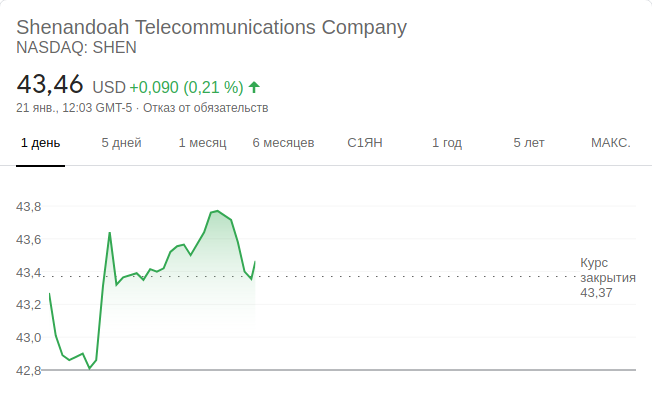 Shenandoah Telecommunications Company
NASDAQ: SHEN
43,46 USD +0,090 (0,21 %)
21 янв., 12:03 GMT-5 · Отказ от обязательств
1 день 5 дней 1 месяц 6 месяцев С1ЯН 1 год 5 лет МАКС.
43,8
43,6
43,4
43,2
43,0
42,8
Курс
закрытия
43,37